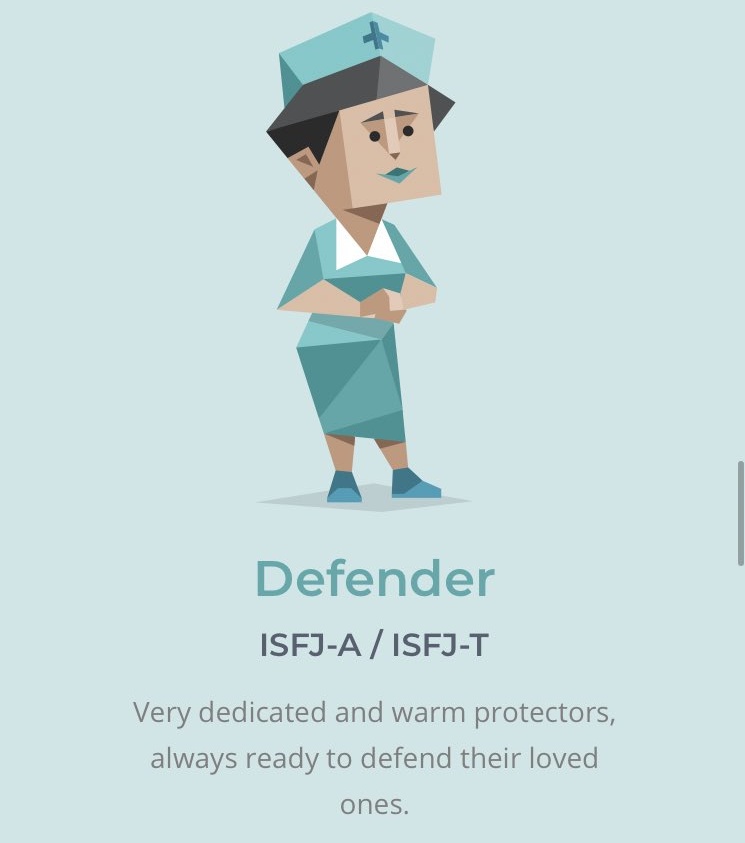 Defender
ISFJ-A / ISFJ-T
Very dedicated and warm protectors,
always ready to defend their loved
ones.